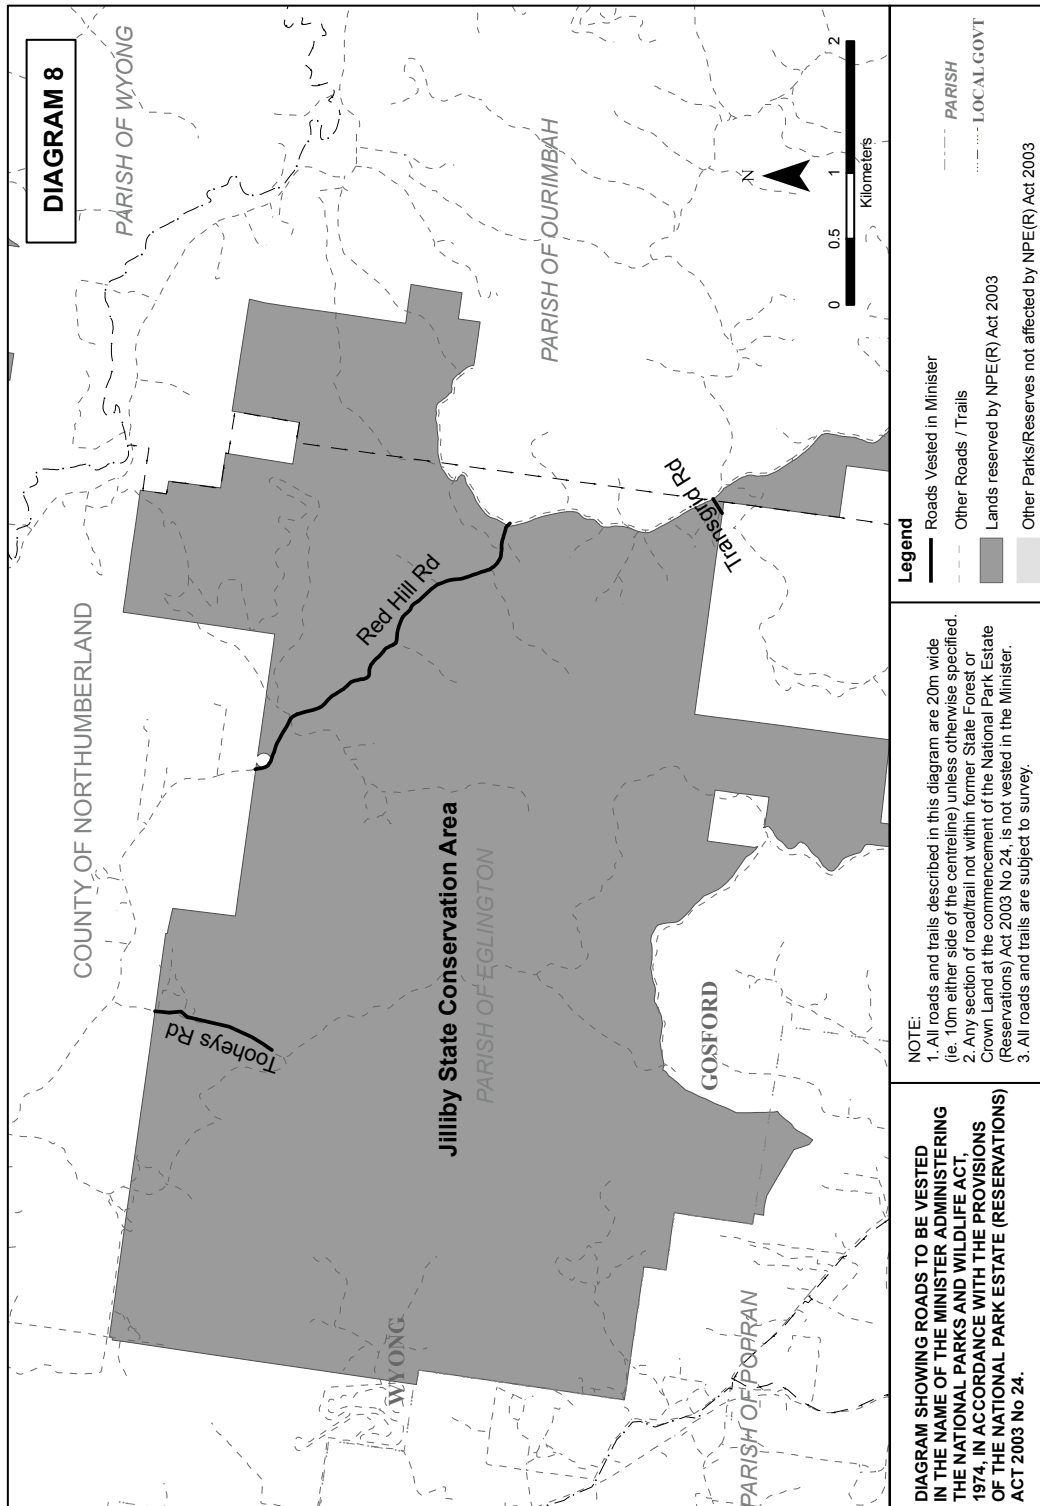 DIAGRAM 8
PARISH OF WYONG
COUNTY OF NORTHUMBERLAND
PARISH OF OURIMBAH
Red Hill Rd
Transgrid Rd
Tooheys Rd
Jilliby State Conservation Area
PARISH OF EGLINGTON
GOSFORD
WYONG
PARISH OF POPRAN
N
0 0.5 1 2
Kilometers
DIAGRAM SHOWING ROADS TO BE VESTED
IN THE NAME OF THE MINISTER ADMINISTERING
THE NATIONAL PARKS AND WILDLIFE ACT,
1974, IN ACCORDANCE WITH THE PROVISIONS
OF THE NATIONAL PARK ESTATE (RESERVATIONS)
ACT 2003 No 24.
NOTE:
1. All roads and trails described in this diagram are 20m wide
(ie. 10m either side of the centreline) unless otherwise specified.
2. Any section of road/trail not within former State Forest or
Crown Land at the commencement of the National Park Estate
(Reservations) Act 2003 No 24, is not vested in the Minister.
3. All roads and trails are subject to survey.
Legend
Roads Vested in Minister
Other Roads / Trails
Lands reserved by NPE(R) Act 2003
Other Parks/Reserves not affected by NPE(R) Act 2003
PARISH
LOCAL GOVT